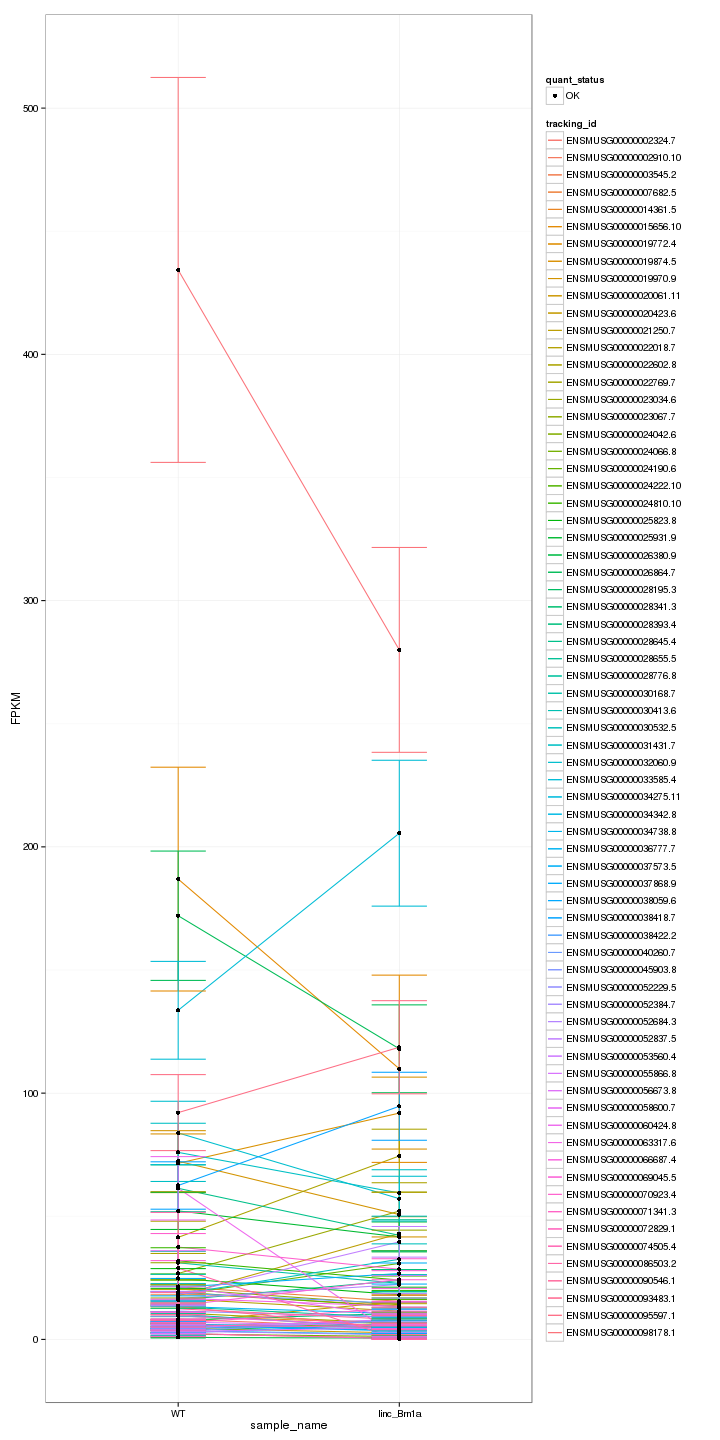 500
400
300
200
100
0
FPKM
WT
linc_Brn1a
sample_name
quant_status
OK
tracking_id
ENSMUSG00000002324.7
ENSMUSG00000002910.10
ENSMUSG00000003545.2
ENSMUSG00000007682.5
ENSMUSG00000014361.5
ENSMUSG00000015656.10
ENSMUSG00000019772.4
ENSMUSG00000019874.5
ENSMUSG00000019970.9
ENSMUSG00000020061.11
ENSMUSG00000020423.6
ENSMUSG00000021250.7
ENSMUSG00000022018.7
ENSMUSG00000022602.8
ENSMUSG00000022769.7
ENSMUSG00000023034.6
ENSMUSG00000023067.7
ENSMUSG00000024042.6
ENSMUSG00000024066.8
ENSMUSG00000024190.6
ENSMUSG00000024222.10
ENSMUSG00000024810.10
ENSMUSG00000025823.8
ENSMUSG00000025931.9
ENSMUSG00000026380.9
ENSMUSG00000026864.7
ENSMUSG00000028195.3
ENSMUSG00000028341.3
ENSMUSG00000028393.4
ENSMUSG00000028645.4
ENSMUSG00000028655.5
ENSMUSG00000028776.8
ENSMUSG00000030168.7
ENSMUSG00000030413.6
ENSMUSG00000030532.5
ENSMUSG00000031431.7
ENSMUSG00000032060.9
ENSMUSG00000033585.4
ENSMUSG00000034275.11
ENSMUSG00000034342.8
ENSMUSG00000034738.8
ENSMUSG00000036777.7
ENSMUSG00000037573.5
ENSMUSG00000037868.9
ENSMUSG00000038059.6
ENSMUSG00000038418.7
ENSMUSG00000038422.2
ENSMUSG00000040260.7
ENSMUSG00000045903.8
ENSMUSG00000052229.5
ENSMUSG00000052384.7
ENSMUSG00000052684.3
ENSMUSG00000052837.5
ENSMUSG00000053560.4
ENSMUSG00000055866.8
ENSMUSG00000056673.8
ENSMUSG00000058600.7
ENSMUSG00000060424.8
ENSMUSG00000063317.6
ENSMUSG00000066687.4
ENSMUSG00000069045.5
ENSMUSG00000070923.4
ENSMUSG00000071341.3
ENSMUSG00000072829.1
ENSMUSG00000074505.4
ENSMUSG00000086503.2
ENSMUSG00000090546.1
ENSMUSG00000093483.1
ENSMUSG00000095597.1
ENSMUSG00000098178.1